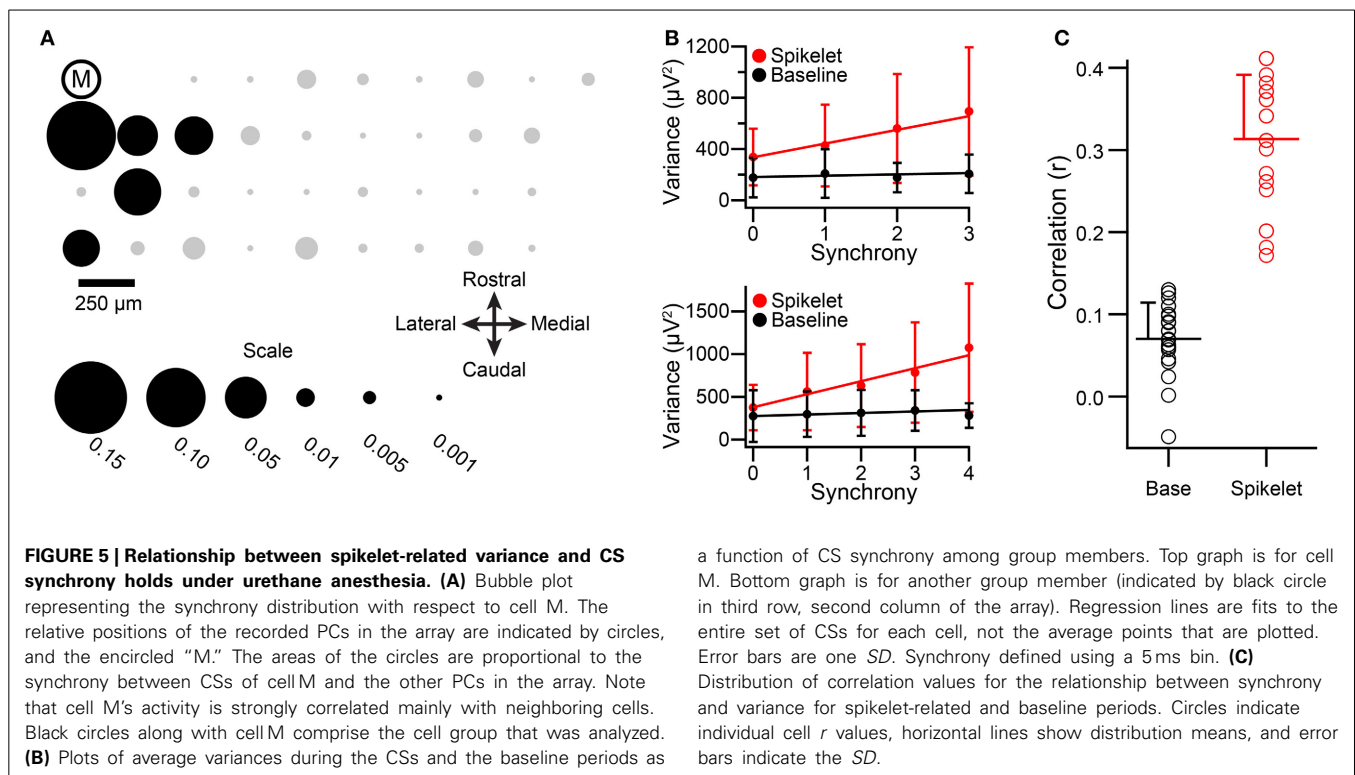 A
M
250 µm
Rostral
Lateral
Medial
Caudal
Scale
0.15
0.10
0.05
0.01
0.005
0.001
B
1200
800
400
0
Variance (µV²)
Spikelet
Baseline
0
1
2
3
Synchrony
1500
1000
500
0
Variance (µV²)
Spikelet
Baseline
0
1
2
3
4
Synchrony
C
0.4
0.3
0.2
0.1
0.0
Correlation (r)
Base
Spikelet
FIGURE 5 | Relationship between spikelet-related variance and CS
synchrony holds under urethane anesthesia. (A) Bubble plot
representing the synchrony distribution with respect to cell M. The
relative positions of the recorded PCs in the array are indicated by circles,
and the encircled “M.” The areas of the circles are proportional to the
synchrony between CSs of cell M and the other PCs in the array. Note
that cell M’s activity is strongly correlated mainly with neighboring cells.
Black circles along with cell M comprise the cell group that was analyzed.
(B) Plots of average variances during the CSs and the baseline periods as
a function of CS synchrony among group members. Top graph is for cell
M. Bottom graph is for another group member (indicated by black circle
in third row, second column of the array). Regression lines are fits to the
entire set of CSs for each cell, not the average points that are plotted.
Error bars are one SD. Synchrony defined using a 5 ms bin. (C)
Distribution of correlation values for the relationship between synchrony
and variance for spikelet-related and baseline periods. Circles indicate
individual cell r values, horizontal lines show distribution means, and error
bars indicate the SD.